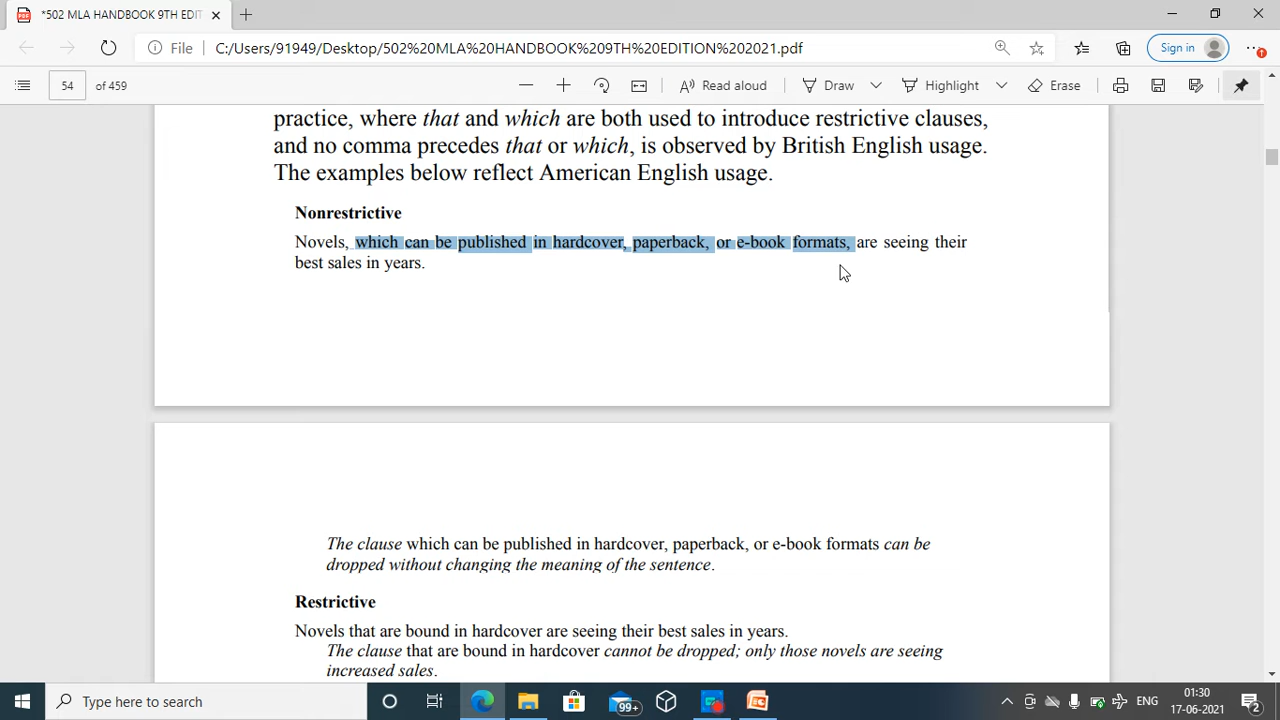 *502 MLA HANDBOOK 9TH EDIT
File C:/Users/91949/Desktop/502%20MLA%20HANDBOOK%209TH%20EDITION%202021.pdf Sign in
54 of 459 Read aloud Draw Highlight Erase
practice, where that and which are both used to introduce restrictive clauses,
and no comma precedes that or which, is observed by British English usage.
The examples below reflect American English usage.
Nonrestrictive
Novels, which can be published in hardcover, paperback, or e-book formats, are seeing their
best sales in years.
The clause which can be published in hardcover, paperback, or e-book formats can be
dropped without changing the meaning of the sentence.
Restrictive
Novels that are bound in hardcover are seeing their best sales in years.
The clause that are bound in hardcover cannot be dropped; only those novels are seeing
increased sales.
Type here to search 99+ ENG 01:30
17-06-2021 2